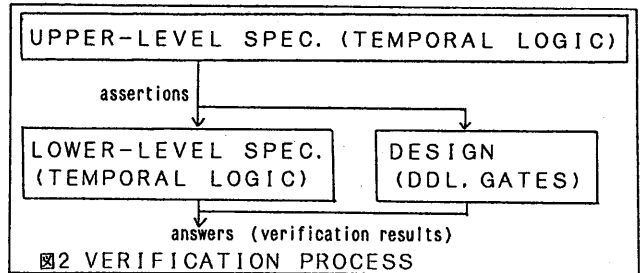 UPPER-LEVEL SPEC. (TEMPORAL LOGIC)
assertions
LOWER-LEVEL SPEC.
(TEMPORAL LOGIC)
DESIGN
(DDL, GATES)
answers (verification results)
図2 VERIFICATION PROCESS